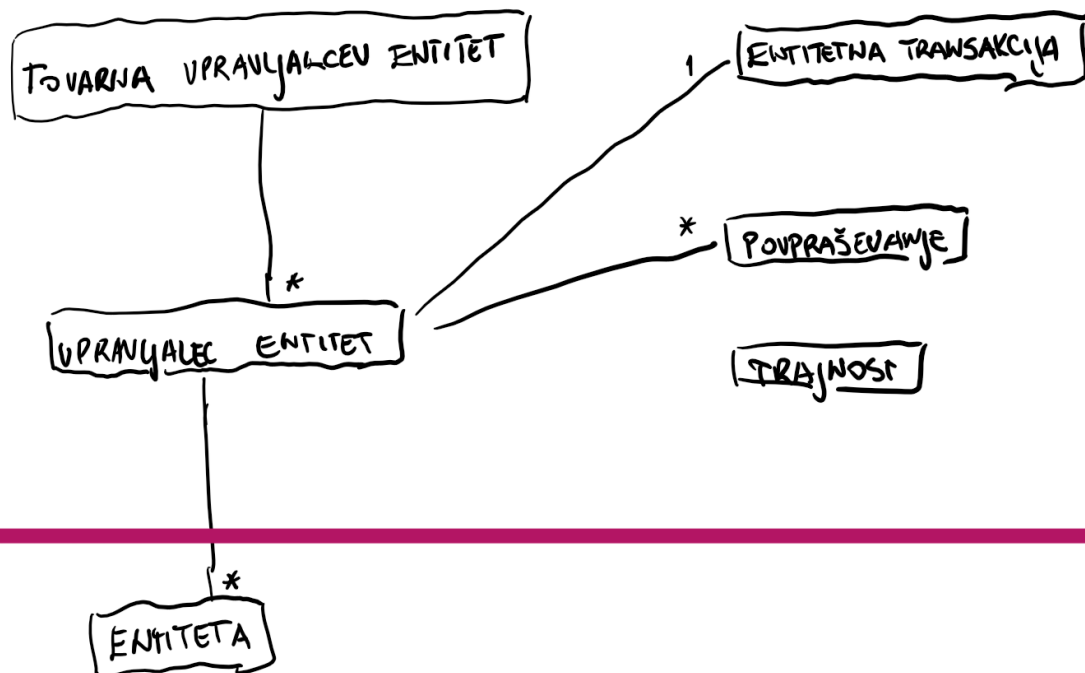 TOVARNA UPRAVLJALCEV ENTITET
1
ENTITETNA TRANSAKCIJA
*
POVPRAŠEVANJE
*
UPRAVLJALEC ENTITET
TRAJNOST
*
ENTITETA